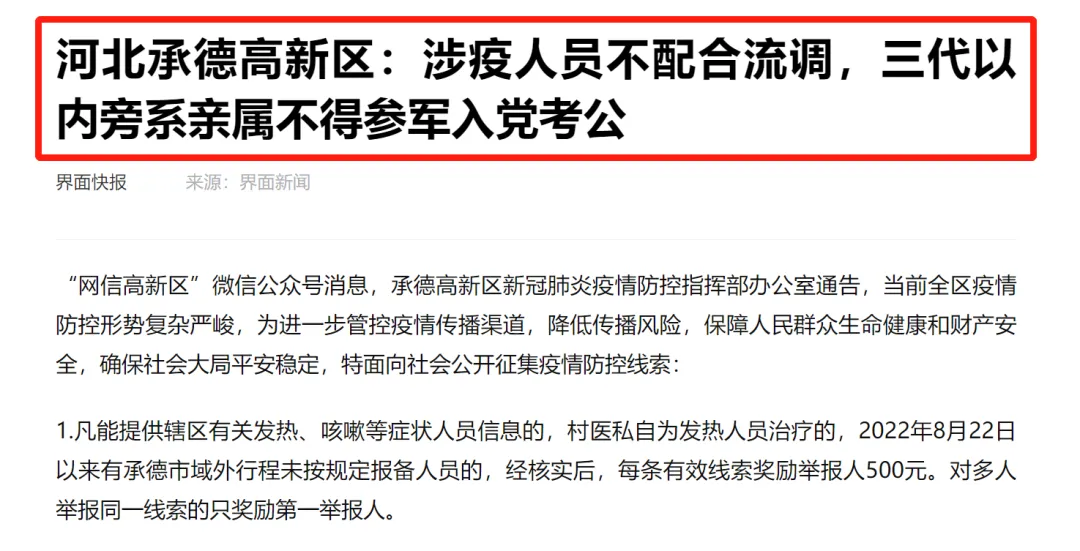 河北承德高新区：涉疫人员不配合流调，三代以
内旁系亲属不得参军入党考公
界面快报 来源：界面新闻
“网信高新区”微信公众号消息，承德高新区新冠肺炎疫情防控指挥部办公室通告，当前全区疫情
防控形势复杂严峻，为进一步管控疫情传播渠道，降低传播风险，保障人民群众生命健康和财产安
全，确保社会大局平安稳定，特面向社会公开征集疫情防控线索：
1.凡能提供辖区有关发热、咳嗽等症状人员信息的，村医私自为发热人员治疗的，2022年8月22日
以来有承德市域外行程未按规定报备人员的，经核实后，每条有效线索奖励举报人500元。对多人
举报同一线索的只奖励第一举报人。